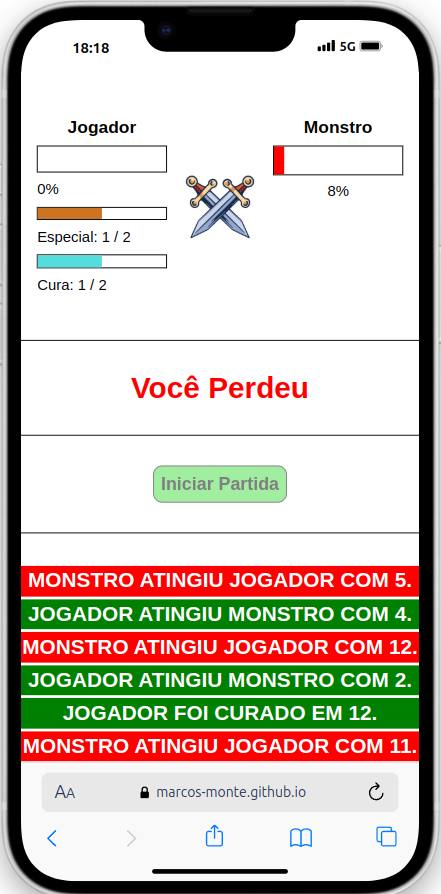 18:18
5G
Jogador
Monstro
0%
8%
Especial: 1 / 2
Cura: 1 / 2
Você Perdeu
Iniciar Partida
MONSTRO ATINGIU JOGADOR COM 5.
JOGADOR ATINGIU MONSTRO COM 4.
MONSTRO ATINGIU JOGADOR COM 12.
JOGADOR ATINGIU MONSTRO COM 2.
JOGADOR FOI CURADO EM 12.
MONSTRO ATINGIU JOGADOR COM 11.
AA marcos-monte.github.io